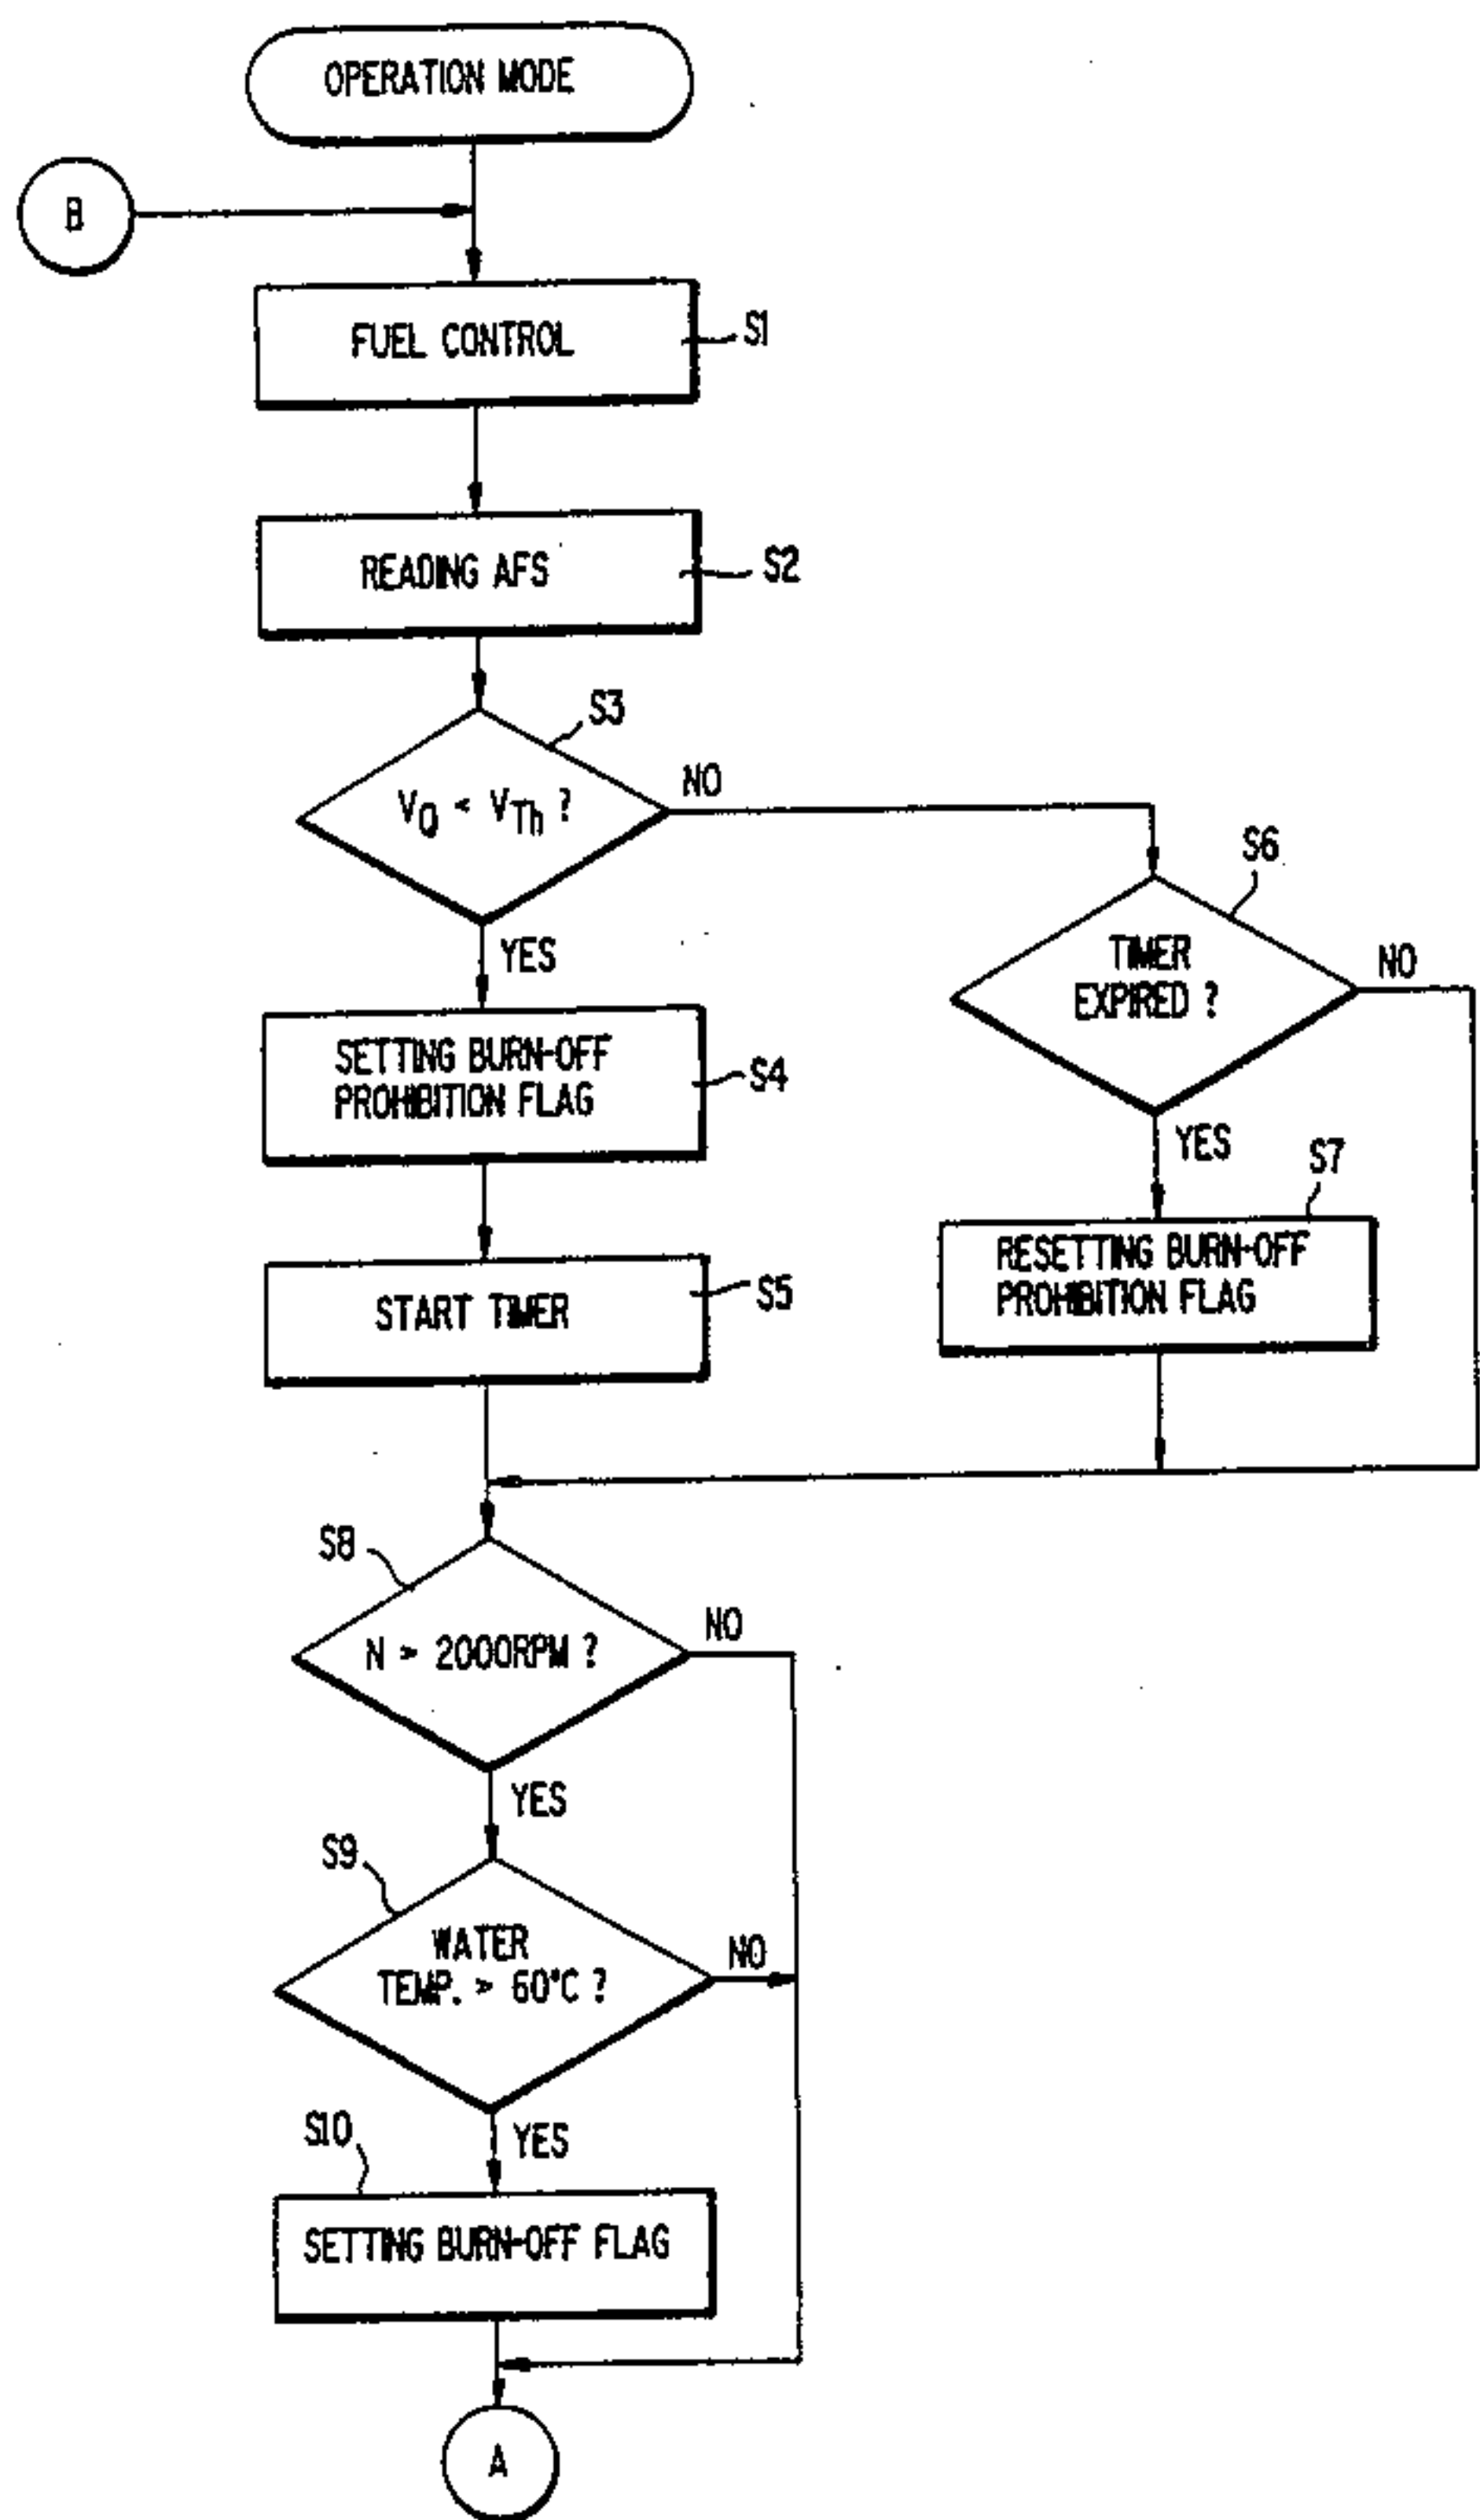 OPERATION MODE
B
FUEL CONTROL
S1
READING AFS
S2
S3
VQ < VTh ?
NO
YES
S6
TIMER
EXPIRED ?
NO
YES
SETTING BURN-OFF
PROHIBITION FLAG
S4
S7
RESETTING BURN-OFF
PROHIBITION FLAG
START TIMER
S5
S8
N > 2000RPM ?
NO
YES
S9
WATER
TEMP. > 60°C ?
NO
YES
S10
SETTING BURN-OFF FLAG
A